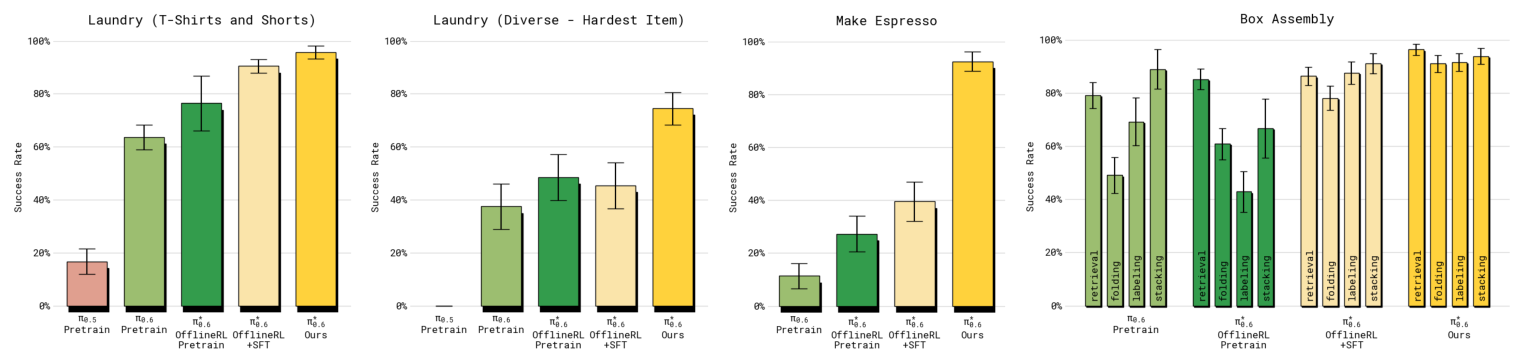 Laundry (T-Shirts and Shorts)
Success Rate
100%
80%
60%
40%
20%
0%
π0.5
Pretrain
π0.6
Pretrain
π*0.6
OfflineRL
Pretrain
π*0.6
OfflineRL
+SFT
π*0.6
Ours
Laundry (Diverse - Hardest Item)
Success Rate
100%
80%
60%
40%
20%
0%
π0.5
Pretrain
π0.6
Pretrain
π*0.6
OfflineRL
Pretrain
π*0.6
OfflineRL
+SFT
π*0.6
Ours
Make Espresso
Success Rate
100%
80%
60%
40%
20%
0%
π0.6
Pretrain
π*0.6
OfflineRL
Pretrain
π*0.6
OfflineRL
+SFT
π*0.6
Ours
Box Assembly
Success Rate
100%
80%
60%
40%
20%
0%
retrieval
folding
labeling
stacking
retrieval
folding
labeling
stacking
retrieval
folding
labeling
stacking
retrieval
folding
labeling
stacking
π0.6
Pretrain
π*0.6
OfflineRL
Pretrain
π*0.6
OfflineRL
+SFT
π*0.6
Ours